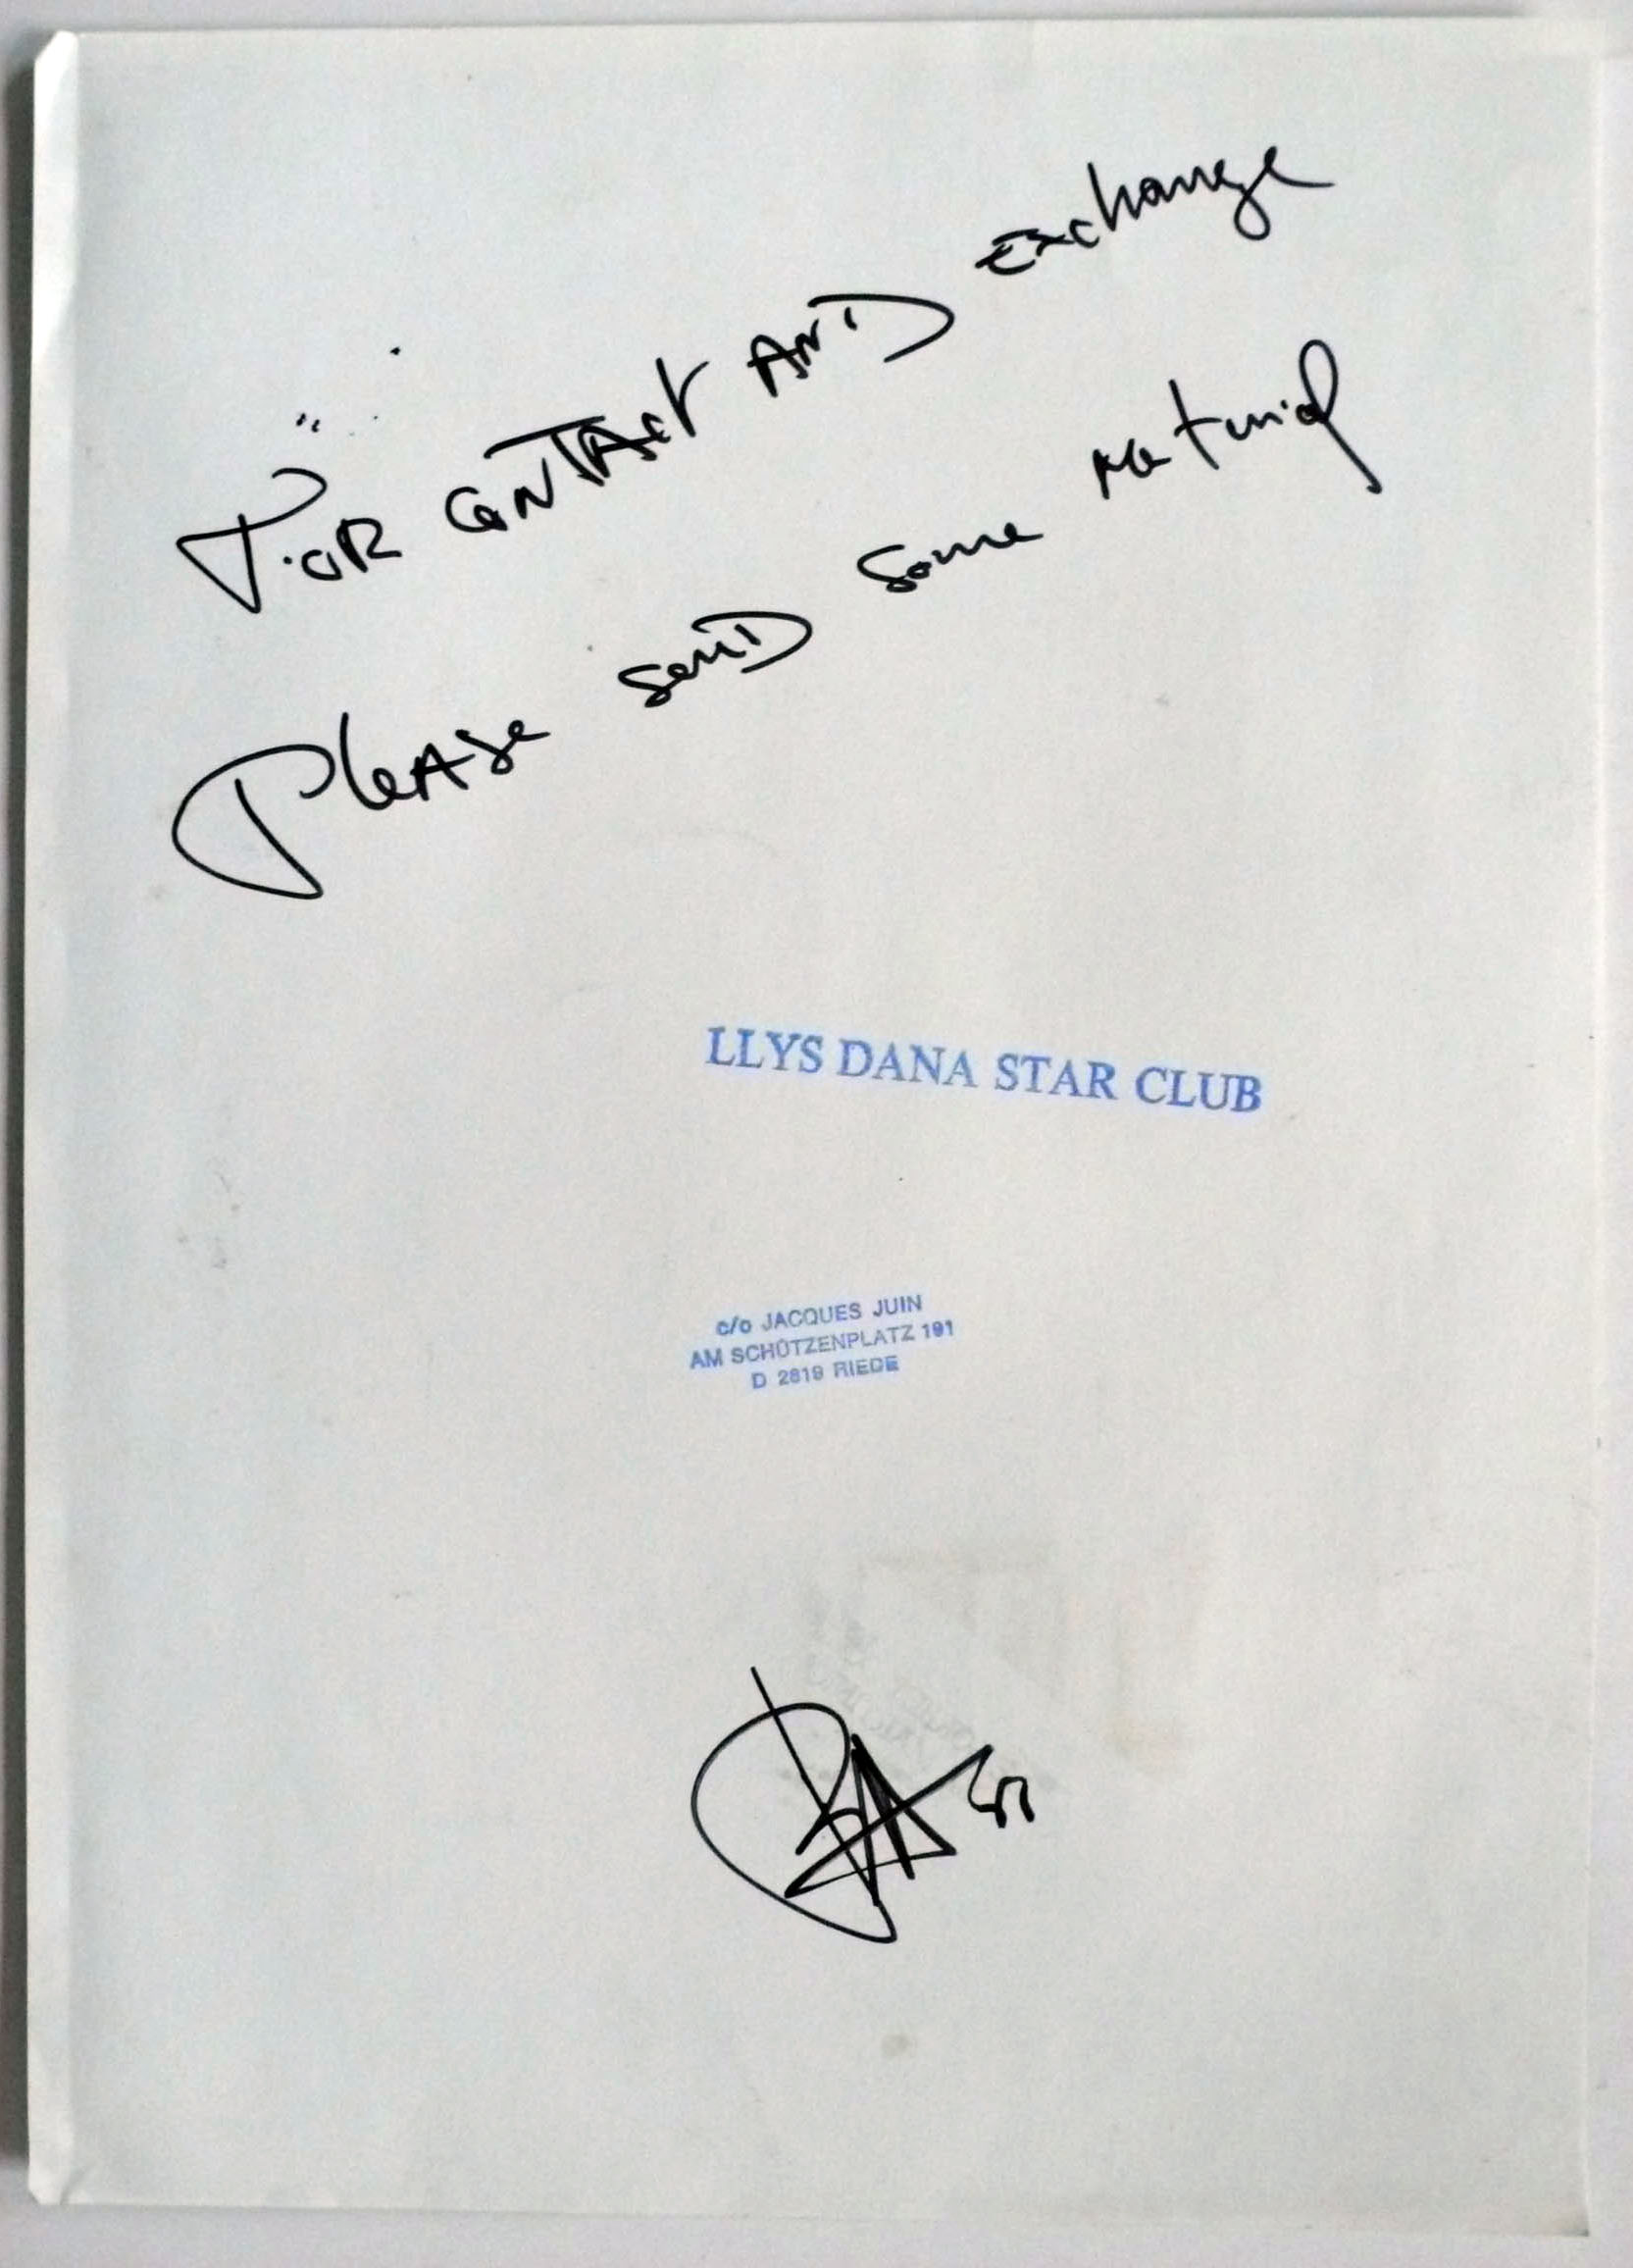 FOR CONTACT AND exchange
Please send some material
LLYS DANA STAR CLUB
c/o JACQUES JUIN
AM SCHÜTZENPLATZ 191
D 2819 RIEDE